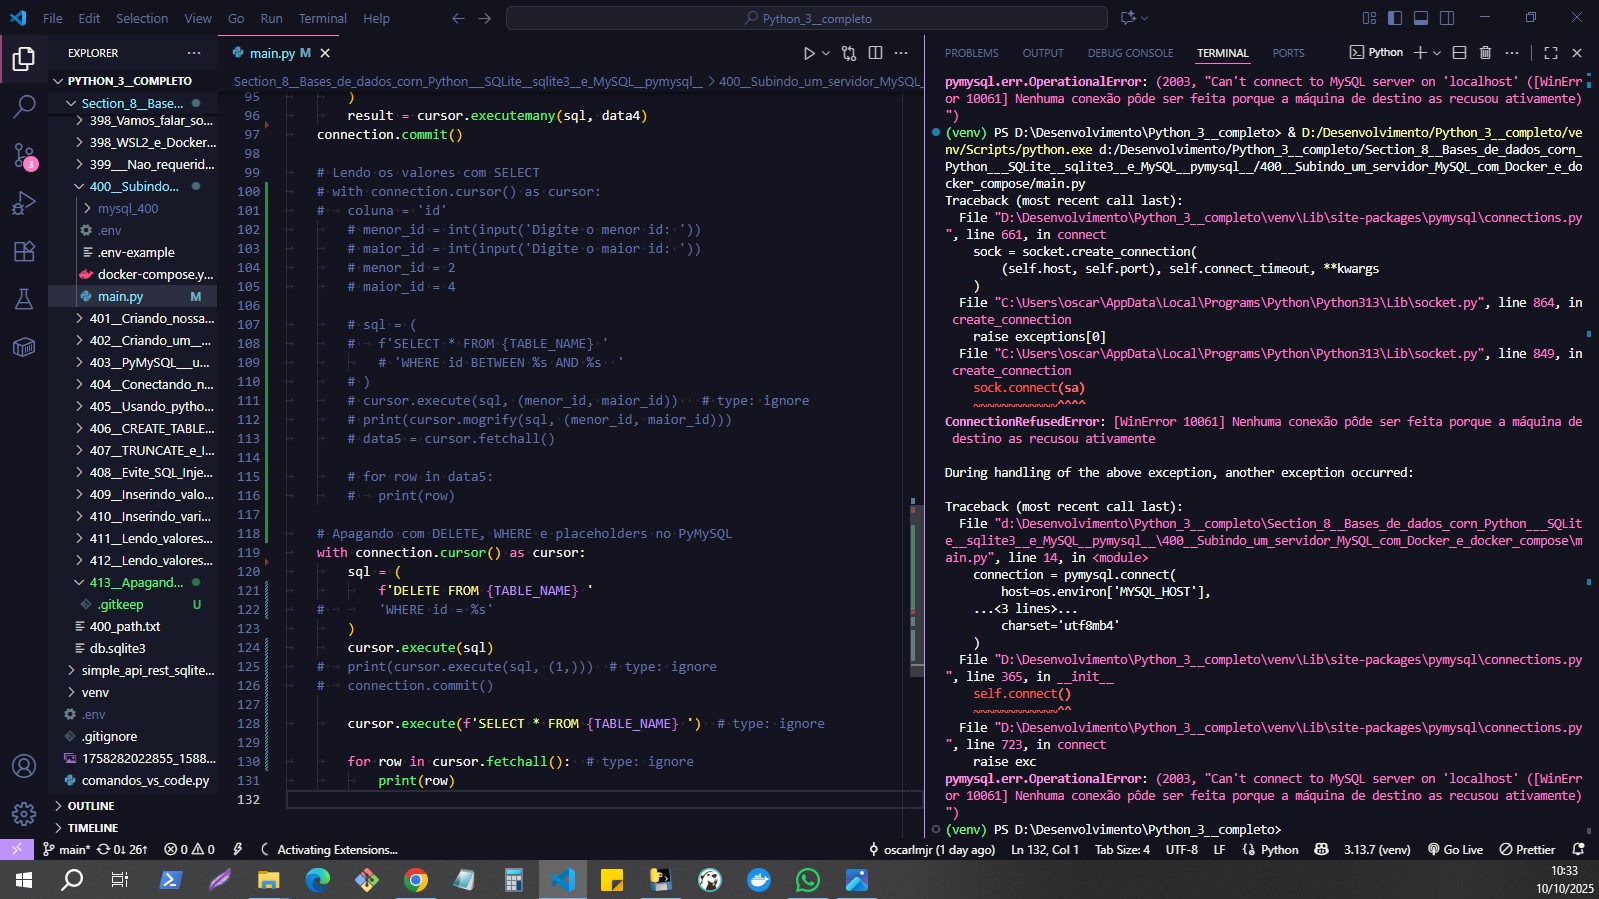 File Edit Selection View Go Run Terminal Help
Python_3__completo
EXPLORER
PYTHON_3__COMPLETO
Section_8__Base...
398_Vamos_falar_so...
398_WSL2_e_Docker...
399___Nao_requerid...
400__Subindo...
mysql_400
.env
.env-example
docker-compose.y...
main.py M
401__Criando_nossa...
402__Criando_um__...
403__PyMySQL___u...
404__Conectando_n...
405__Usando_pytho...
406__CREATE_TABLE...
407__TRUNCATE_e_I...
408__Evite_SQL_Inje...
409__Inserindo_valo...
410__Inserindo_vari...
411__Lendo_valores...
412__Lendo_valores...
413__Apagand...
.gitkeep U
400_path.txt
db.sqlite3
simple_api_rest_sqlite...
venv
.env
.gitignore
1758282022855_1588...
comandos_vs_code.py
OUTLINE
TIMELINE
3
main.py M
Section_8__Bases_de_dados_corn_Python___SQLite__sqlite3__e_MySQL__pymysql__ > 400__Subindo_um_servidor_MySQL_
95 )
96 result = cursor.executemany(sql, data4)
97 connection.commit()
98
99 # Lendo os valores com SELECT
100 # with connection.cursor() as cursor:
101 # coluna = 'id'
102 # menor_id = int(input('Digite o menor id: '))
103 # maior_id = int(input('Digite o maior id: '))
104 # menor_id = 2
105 # maior_id = 4
106
107 # sql = (
108 # f'SELECT * FROM {TABLE_NAME} '
109 # 'WHERE id BETWEEN %s AND %s  '
110 # )
111 # cursor.execute(sql, (menor_id, maior_id)) # type: ignore
112 # print(cursor.mogrify(sql, (menor_id, maior_id)))
113 # data5 = cursor.fetchall()
114
115 # for row in data5:
116 # print(row)
117
118 # Apagando com DELETE, WHERE e placeholders no PyMySQL
119 with connection.cursor() as cursor:
120 sql = (
121 f'DELETE FROM {TABLE_NAME} '
122 # 'WHERE id = %s'
123 )
124 cursor.execute(sql)
125 # print(cursor.execute(sql, (1,))) # type: ignore
126 # connection.commit()
127
128 cursor.execute(f'SELECT * FROM {TABLE_NAME} ') # type: ignore
129
130 for row in cursor.fetchall(): # type: ignore
131 print(row)
132
PROBLEMS OUTPUT DEBUG CONSOLE TERMINAL PORTS Python
pymysql.err.OperationalError: (2003, "Can't connect to MySQL server on 'localhost' ([WinErr
or 10061] Nenhuma conexão pôde ser feita porque a máquina de destino as recusou ativamente)
")
(venv) PS D:\Desenvolvimento\Python_3__completo> & D:/Desenvolvimento/Python_3__completo/ve
nv/Scripts/python.exe d:/Desenvolvimento/Python_3__completo/Section_8__Bases_de_dados_corn_
Python___SQLite__sqlite3__e_MySQL__pymysql__/400__Subindo_um_servidor_MySQL_com_Docker_e_do
cker_compose/main.py
Traceback (most recent call last):
File "D:\Desenvolvimento\Python_3__completo\venv\Lib\site-packages\pymysql\connections.py
", line 661, in connect
sock = socket.create_connection(
(self.host, self.port), self.connect_timeout, **kwargs
)
File "C:\Users\oscar\AppData\Local\Programs\Python\Python313\Lib\socket.py", line 864, in
create_connection
raise exceptions[0]
File "C:\Users\oscar\AppData\Local\Programs\Python\Python313\Lib\socket.py", line 849, in
create_connection
sock.connect(sa)
~~~~~~~~~~~~^^^^
ConnectionRefusedError: [WinError 10061] Nenhuma conexão pôde ser feita porque a máquina de
destino as recusou ativamente
During handling of the above exception, another exception occurred:
Traceback (most recent call last):
File "d:\Desenvolvimento\Python_3__completo\Section_8__Bases_de_dados_corn_Python___SQLit
e__sqlite3__e_MySQL__pymysql__\400__Subindo_um_servidor_MySQL_com_Docker_e_docker_compose\m
ain.py", line 14, in <module>
connection = pymysql.connect(
host=os.environ['MYSQL_HOST'],
...<3 lines>...
charset='utf8mb4'
)
File "D:\Desenvolvimento\Python_3__completo\venv\Lib\site-packages\pymysql\connections.py
", line 365, in __init__
self.connect()
~~~~~~~~~~~~^^
File "D:\Desenvolvimento\Python_3__completo\venv\Lib\site-packages\pymysql\connections.py
", line 723, in connect
raise exc
pymysql.err.OperationalError: (2003, "Can't connect to MySQL server on 'localhost' ([WinErr
or 10061] Nenhuma conexão pôde ser feita porque a máquina de destino as recusou ativamente)
")
(venv) PS D:\Desenvolvimento\Python_3__completo>
main* 0↓ 26↑ 0 0 Activating Extensions... oscarlmjr (1 day ago) Ln 132, Col 1 Tab Size: 4 UTF-8 LF Python 3.13.7 (venv) Go Live Prettier
10:33
10/10/2025